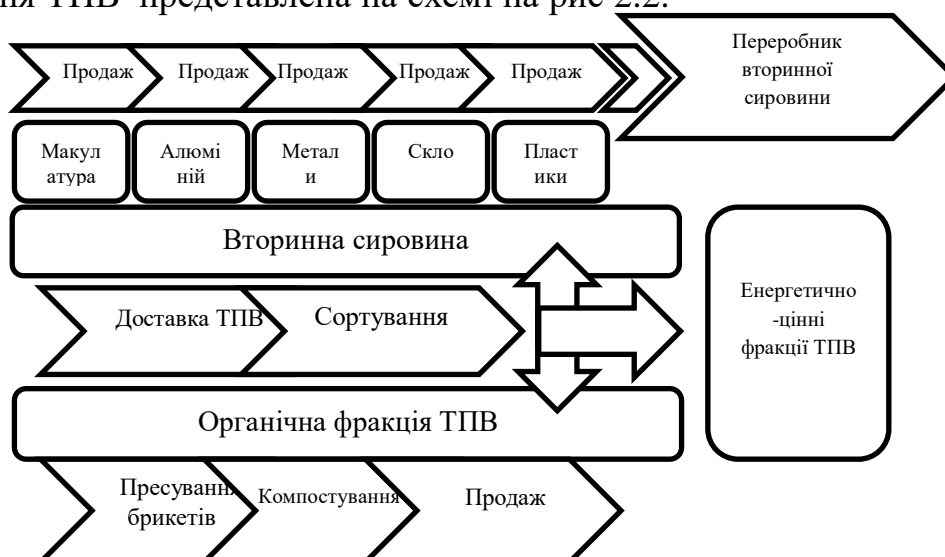 ня ТПВ представлена на схемі на рис 2.2.
Продаж Продаж Продаж Продаж Продаж
Переробник
вторинної
сировини
Макул
атура
Алюмі
ній
Метал
и
Скло
Пласт
ики
Вторинна сировина
Доставка ТПВ
Сортування
Енергетично
-цінні
фракції ТПВ
Органічна фракція ТПВ
Пресування
брикетів
Компостування
Продаж